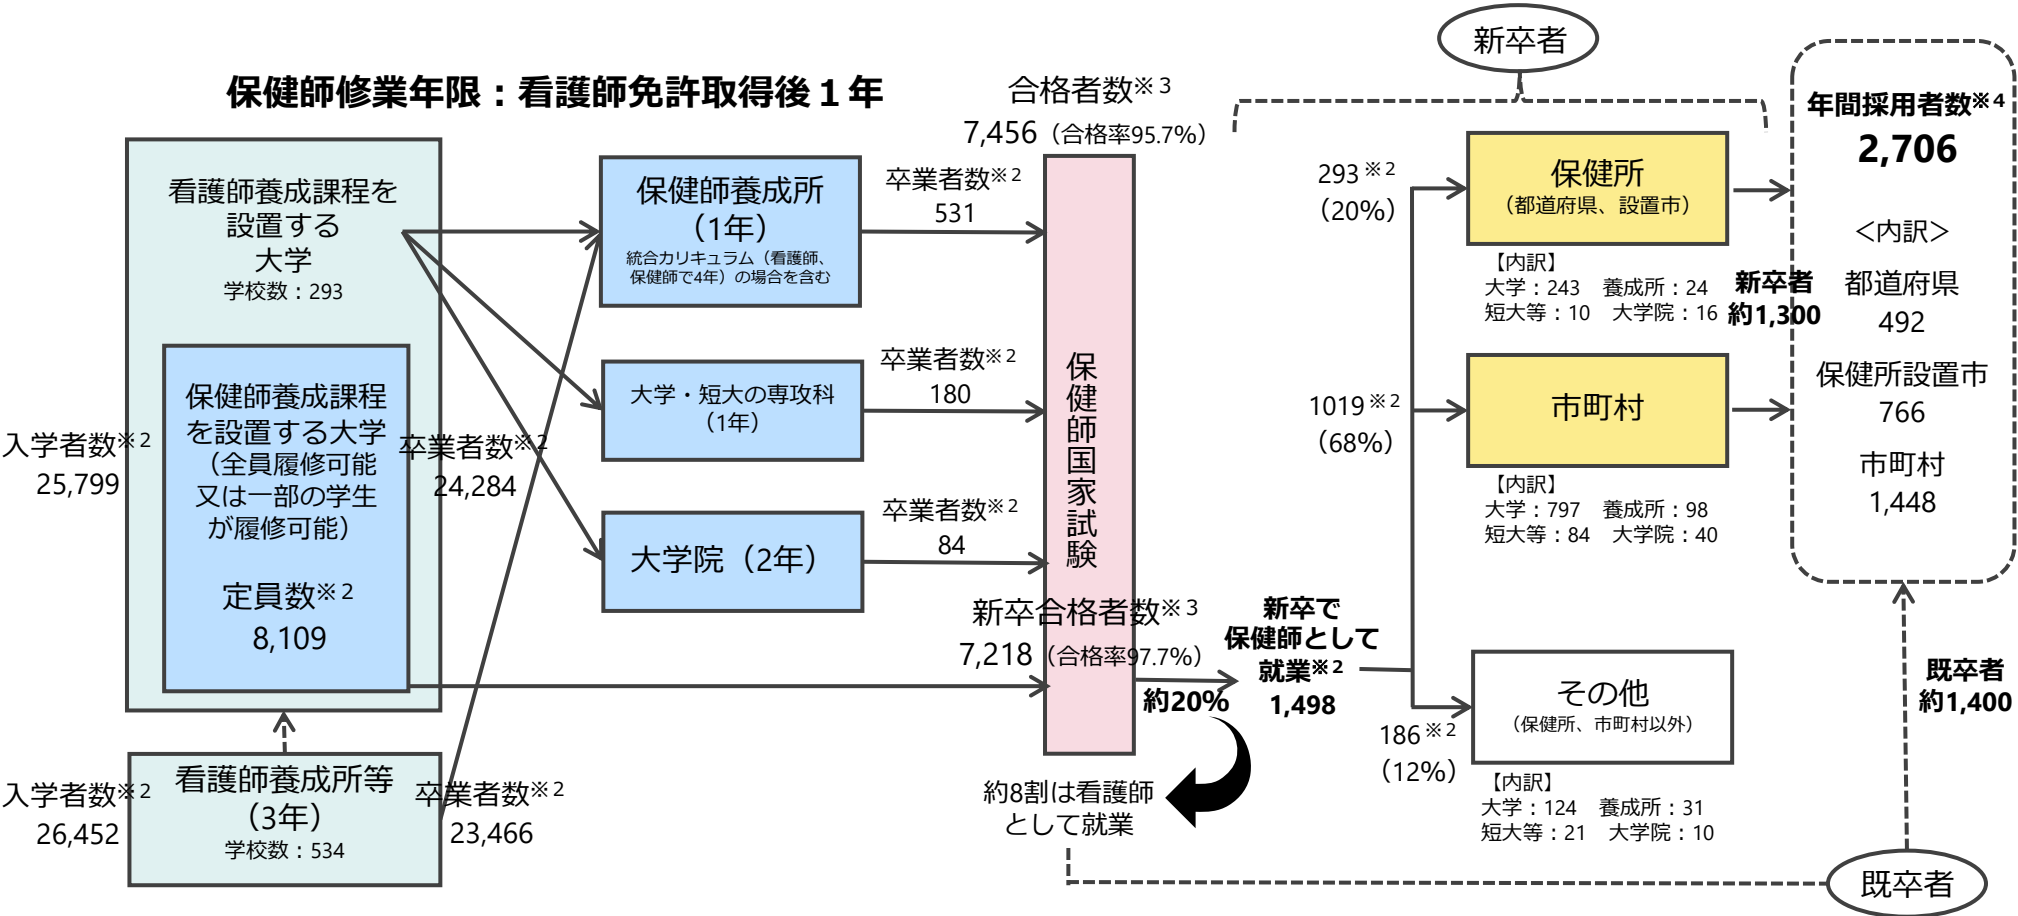 保健師修業年限：看護師免許取得後１年
看護師養成課程を
設置する
大学
学校数：293
保健師養成課程
を設置する大学
（全員履修可能
又は一部の学生
が履修可能）
定員数※2
8,109
入学者数※2
25,799
卒業者数※2
24,284
看護師養成所等
（3年）
学校数：534
入学者数※2
26,452
卒業者数※2
23,466
保健師養成所
（1年）
統合カリキュラム（看護師、
保健師で4年）の場合を含む
卒業者数※2
531
大学・短大の専攻科
（1年）
卒業者数※2
180
大学院（2年）
卒業者数※2
84
合格者数※3
7,456（合格率95.7%）
保健師国家試験
新卒合格者数※3
7,218（合格率97.7%）
約20%
約8割は看護師
として就業
新卒で
保健師として
就業※2
1,498
新卒者
293※2
（20%）
保健所
（都道府県、設置市）
【内訳】
大学：243　養成所：24
短大等：10　大学院：16
新卒者
約1,300
1019※2
（68%）
市町村
【内訳】
大学：797　養成所：98
短大等：84　大学院：40
186※2
（12%）
その他
（保健所、市町村以外）
【内訳】
大学：124　養成所：31
短大等：21　大学院：10
年間採用者数※4
2,706
＜内訳＞
都道府県
492
保健所設置市
766
市町村
1,448
既卒者
約1,400
既卒者